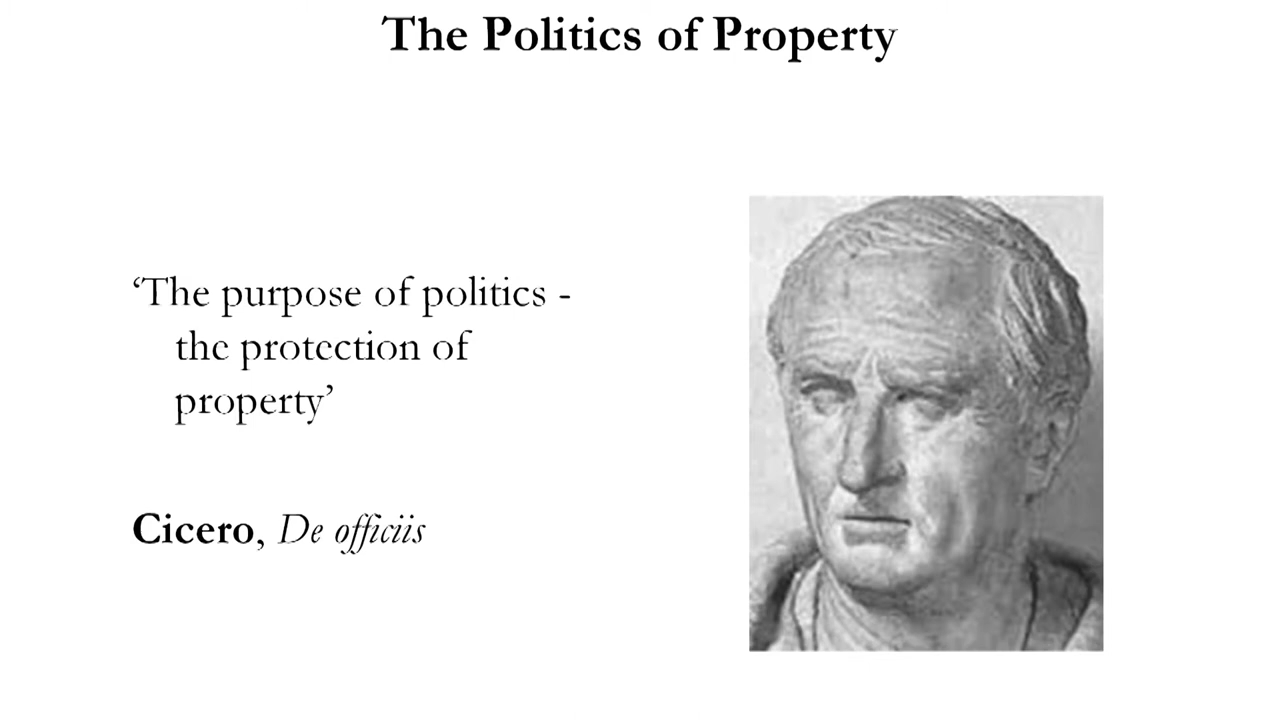 The Politics of Property
‘The purpose of politics -
the protection of
property’
Cicero, De officiis